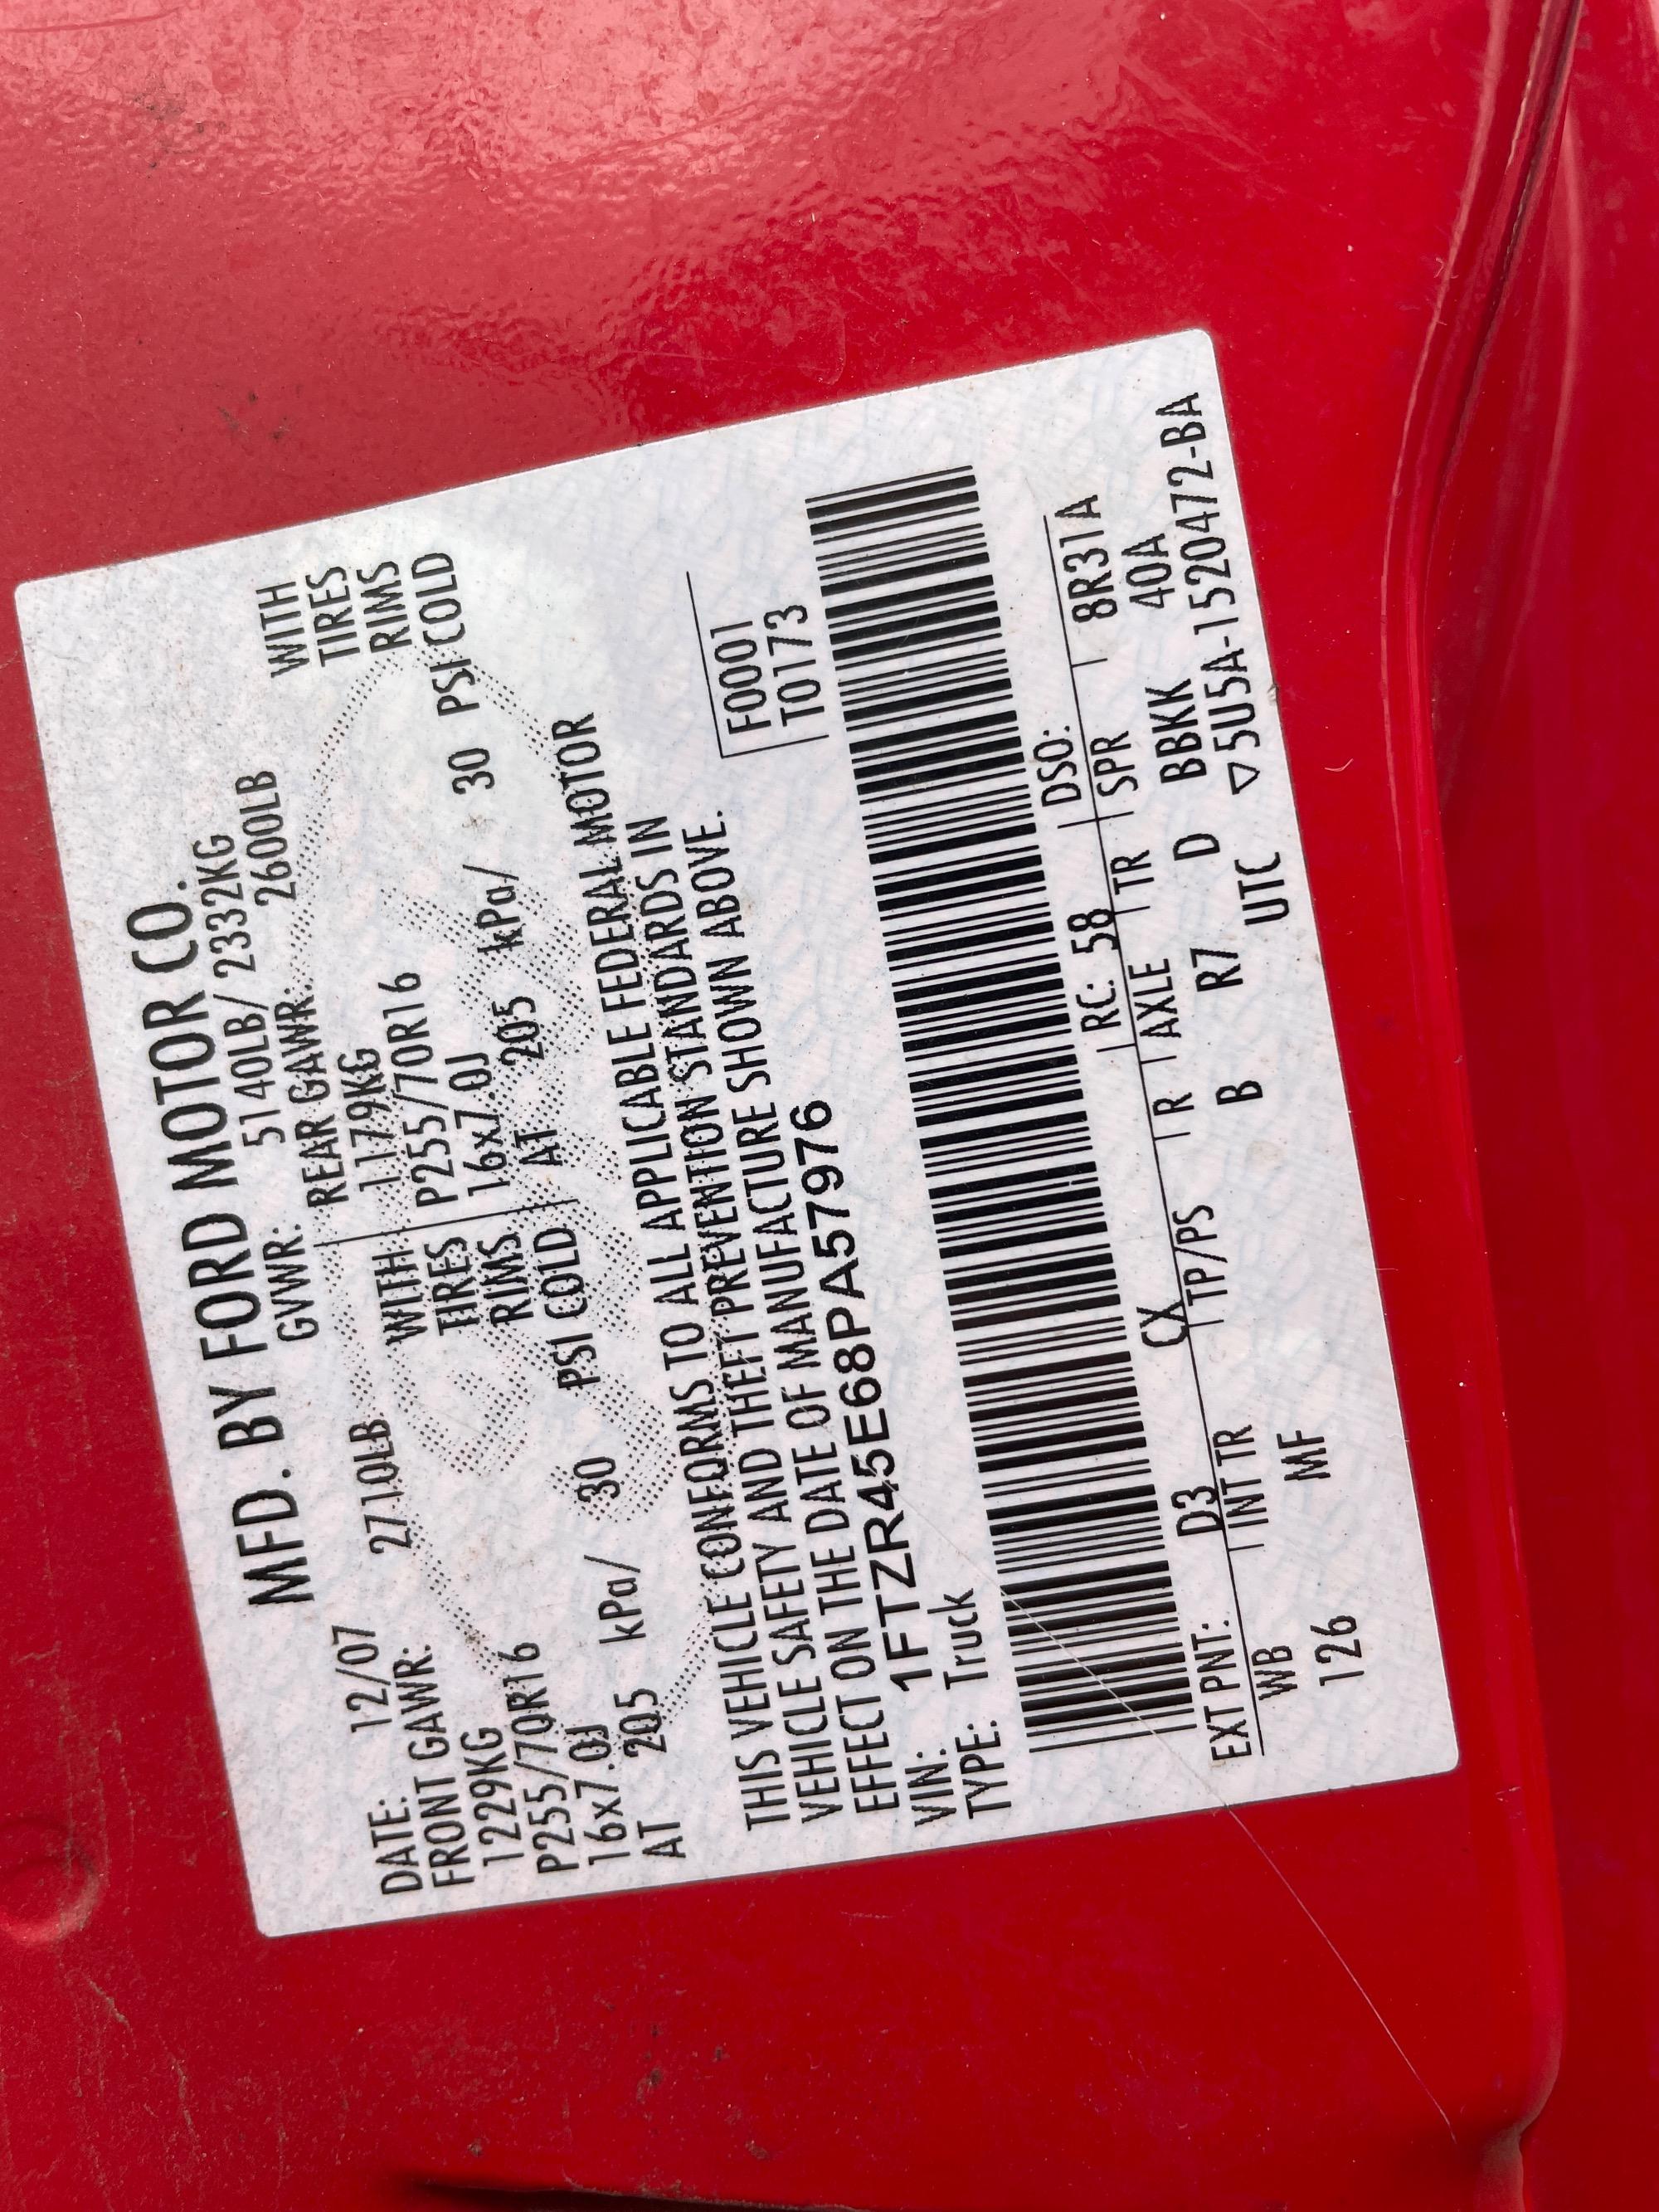 MFD. BY FORD MOTOR CO.
DATE: 12/07 GVWR: 5140LB/ 2332KG
FRONT GAWR: 2710LB REAR GAWR: 2600LB
1229KG WITH 1179KG WITH
P255/70R16 TIRES P255/70R16 TIRES
16x7.0J RIMS 16x7.0J RIMS
AT 205 kPa/ 30 PSI COLD AT 205 kPa/ 30 PSI COLD
THIS VEHICLE CONFORMS TO ALL APPLICABLE FEDERAL MOTOR
VEHICLE SAFETY AND THEFT PREVENTION STANDARDS IN
EFFECT ON THE DATE OF MANUFACTURE SHOWN ABOVE.
VIN: 1FTZR45E68PA57976 F0001
TYPE: Truck T0173
EXT PNT: D3 CX RC: 58 DSO:
WB INT TR TP/PS R AXLE TR SPR 8R31A
126 MF B R7 D BBKK 40A
UTC ▽5U5A-1520472-BA